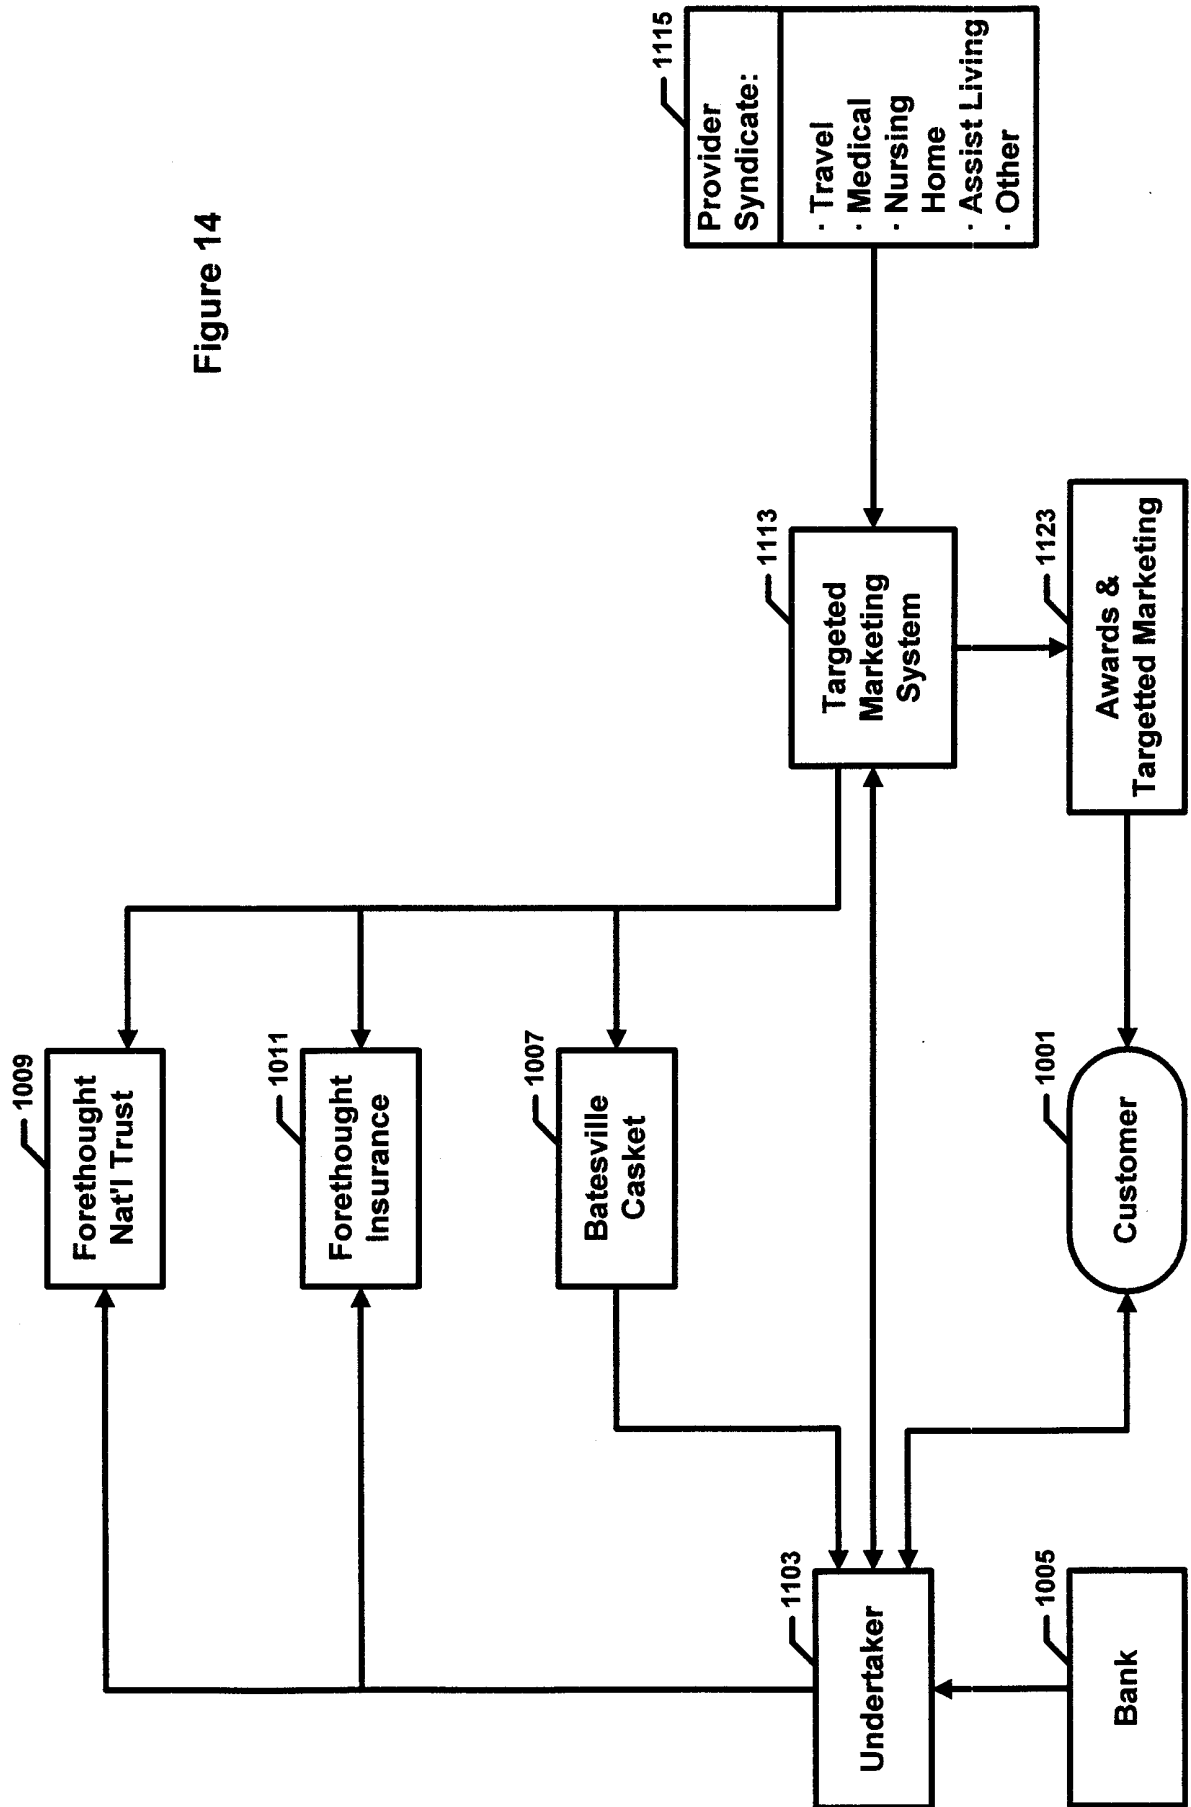 Figure 14
1009
Forethought
Nat'l Trust
1011
Forethought
Insurance
1007
Batesville
Casket
1115
Provider
Syndicate:
· Travel
· Medical
· Nursing
Home
· Assist Living
· Other
1103
Undertaker
1113
Targeted
Marketing
System
1005
Bank
1001
Customer
1123
Awards &
Targetted Marketing